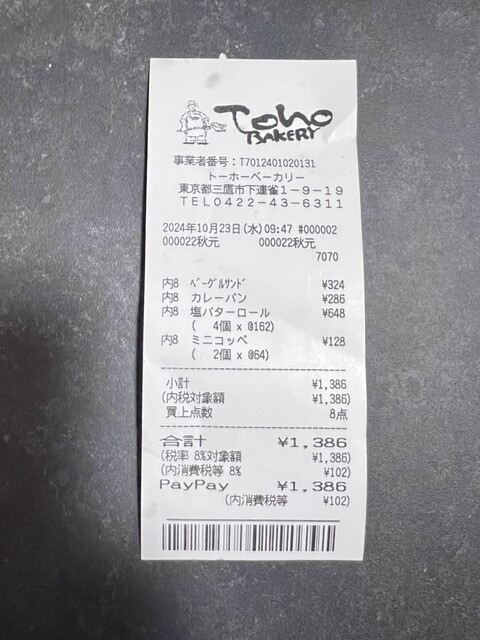 Toho
BAKERY
事業者番号：T7012401020131
トーホーベーカリー
東京都三鷹市下連雀１－９－１９
ＴＥＬ０４２２－４３－６３１１
2024年10月23日(水)09:47 #000002
000022秋元 000022秋元
7070
内8 ﾍﾞｰｸﾞﾙｻﾝﾄﾞ ¥324
内8 カレーパン ¥286
内8 塩バターロール ¥648
( 4個 x @162)
内8 ミニコッペ ¥128
( 2個 x @64)
小計 ¥1,386
(内税対象額 ¥1,386)
買上点数 8点
合計 ¥1,386
(税率 8%対象額 ¥1,386)
(内消費税等 8% ¥102)
PayPay ¥1,386
(内消費税等 ¥102)